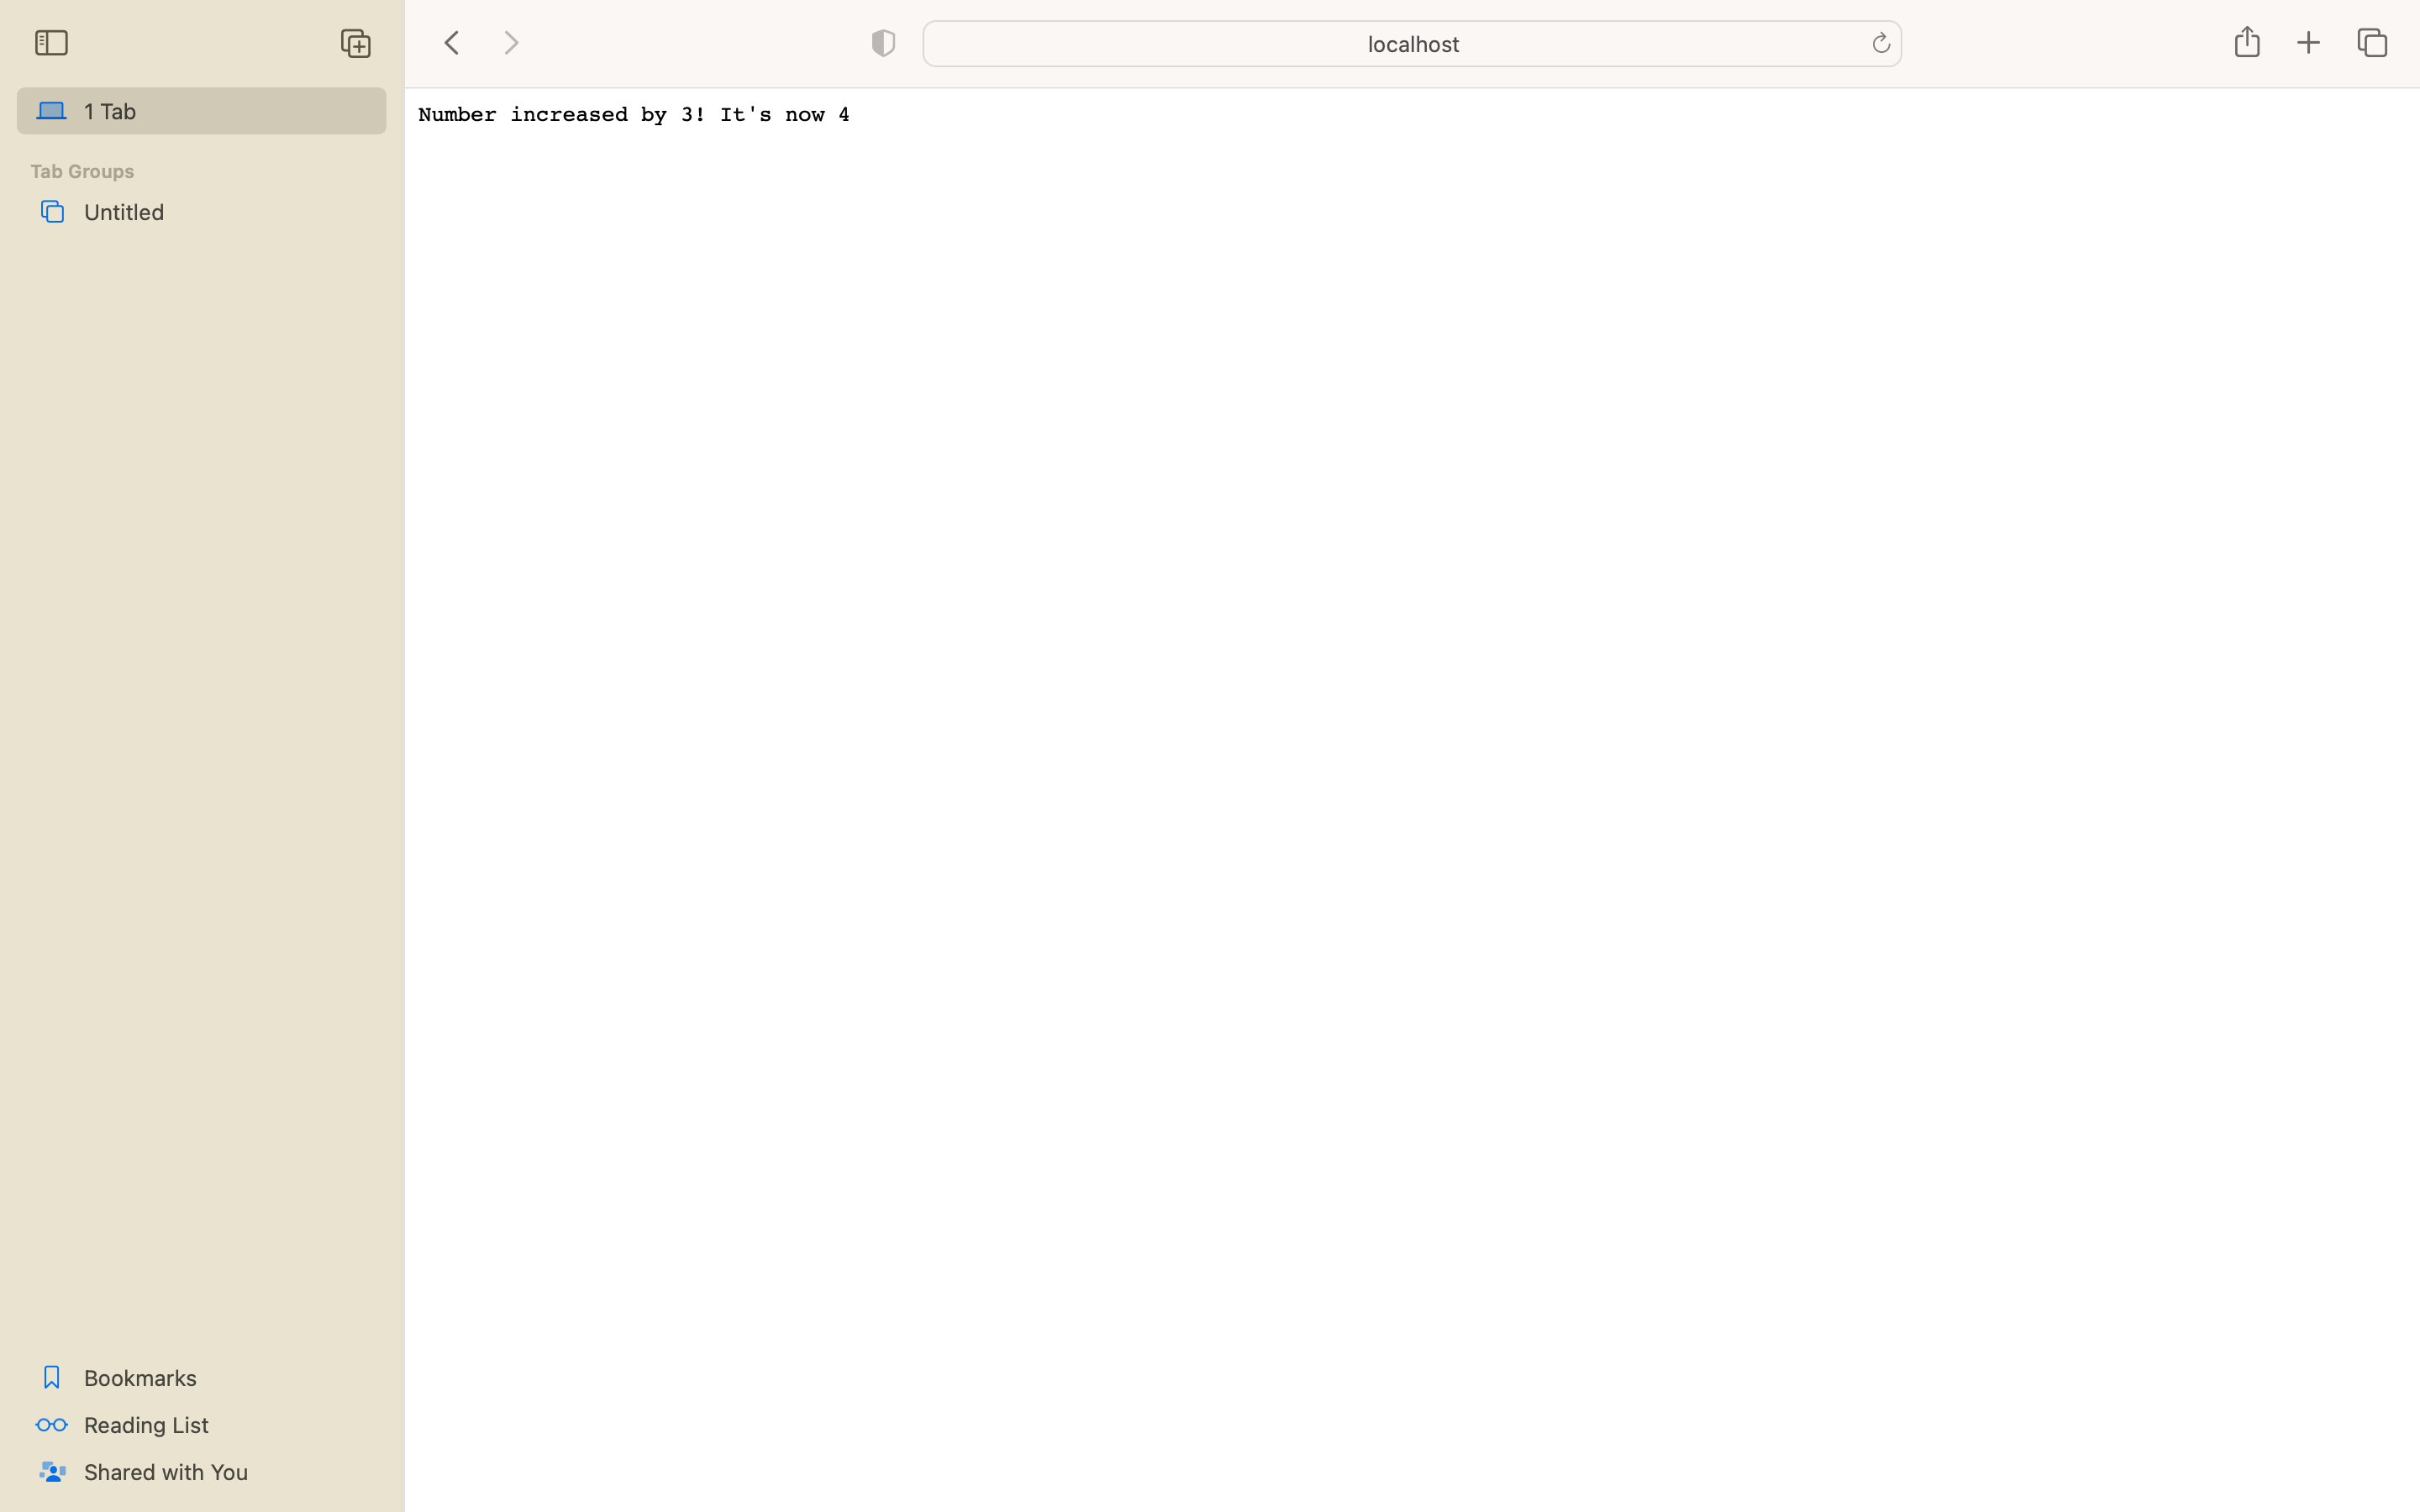 localhost
1 Tab
Number increased by 3! It's now 4
Tab Groups
Untitled
Bookmarks
Reading List
Shared with You